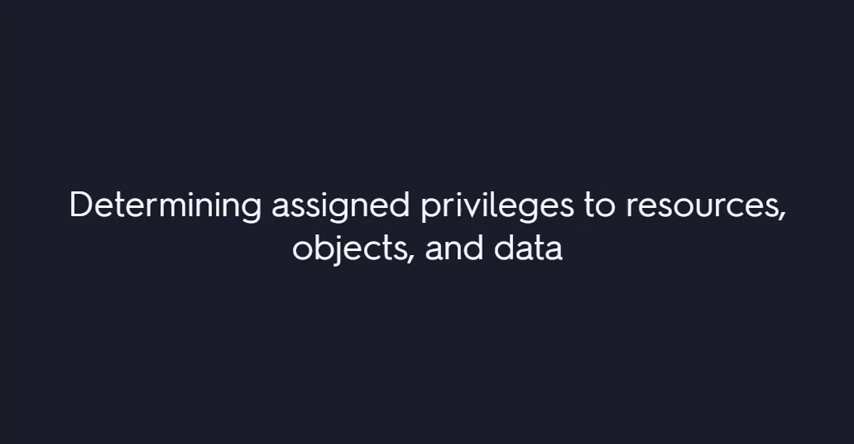 Determining assigned privileges to resources,
objects, and data